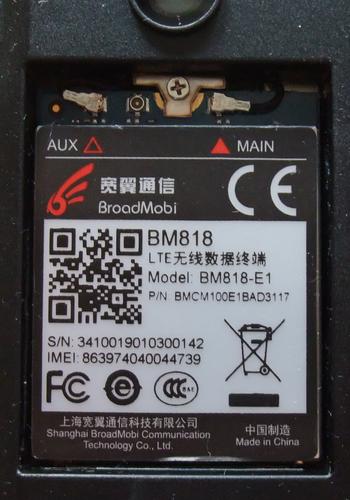 AUX MAIN
宽翼通信
BroadMobi
CE
BM818
LTE无线数据终端
Model: BM818-E1
P/N: BMCM100E1BAD3117
S/N: 3410019010300142
IMEI: 863974040044739
FC e CCC S&E
上海宽翼通信科技有限公司
Shanghai BroadMobi Communication
Technology Co., Ltd.
中国制造
Made in China